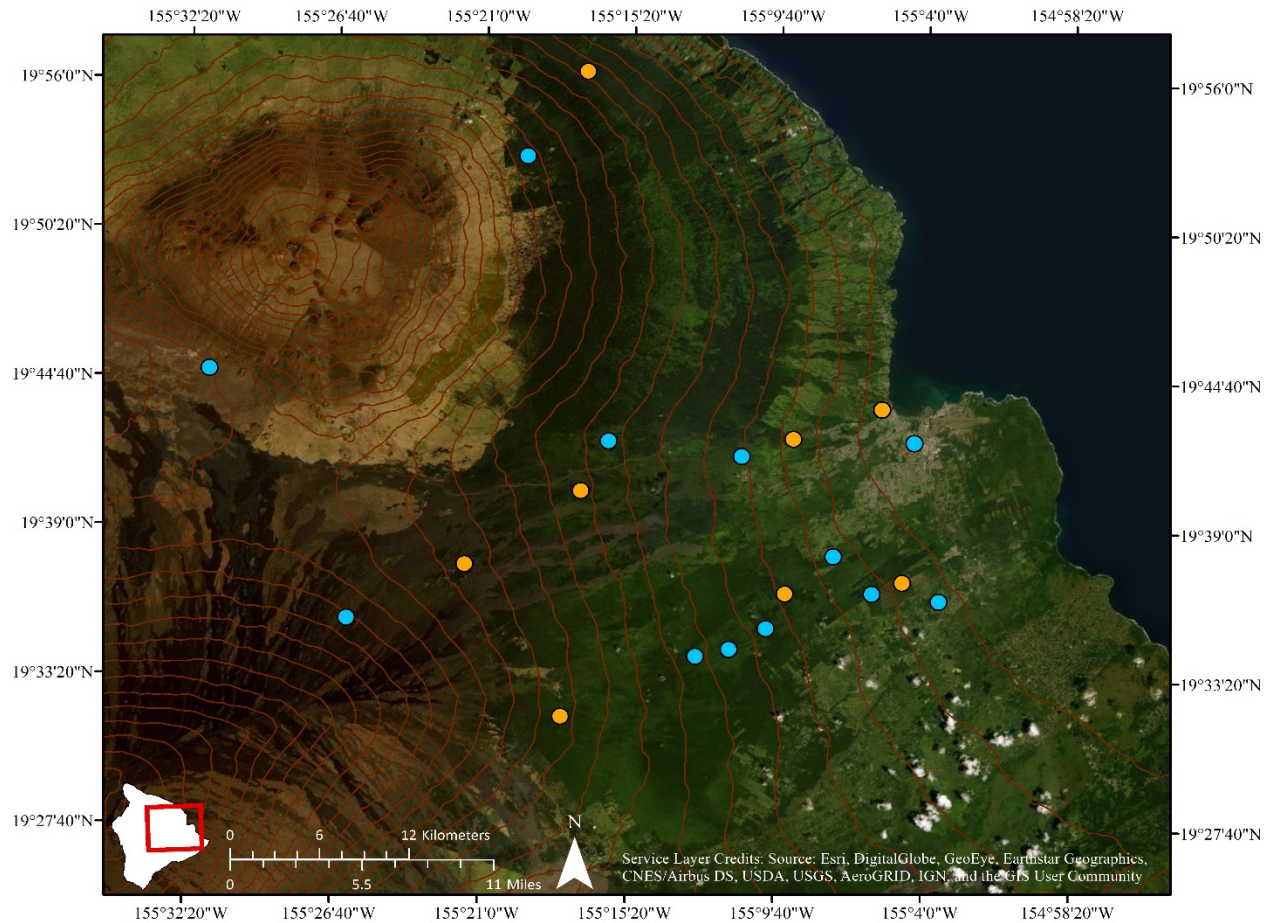 155°32'20"W 155°26'40"W 155°21'0"W 155°15'20"W 155°9'40"W 155°4'0"W 154°58'20"W
19°56'0"N 19°56'0"N
19°50'20"N 19°50'20"N
19°44'40"N 19°44'40"N
19°39'0"N 19°39'0"N
19°33'20"N 19°33'20"N
19°27'40"N 19°27'40"N
0 6 12 Kilometers
0 5.5 11 Miles
N
Service Layer Credits: Source: Esri, DigitalGlobe, GeoEye, Earthstar Geographics,
CNES/Airbus DS, USDA, USGS, AeroGRID, IGN, and the GIS User Community
155°32'20"W 155°26'40"W 155°21'0"W 155°15'20"W 155°9'40"W 155°4'0"W 154°58'20"W